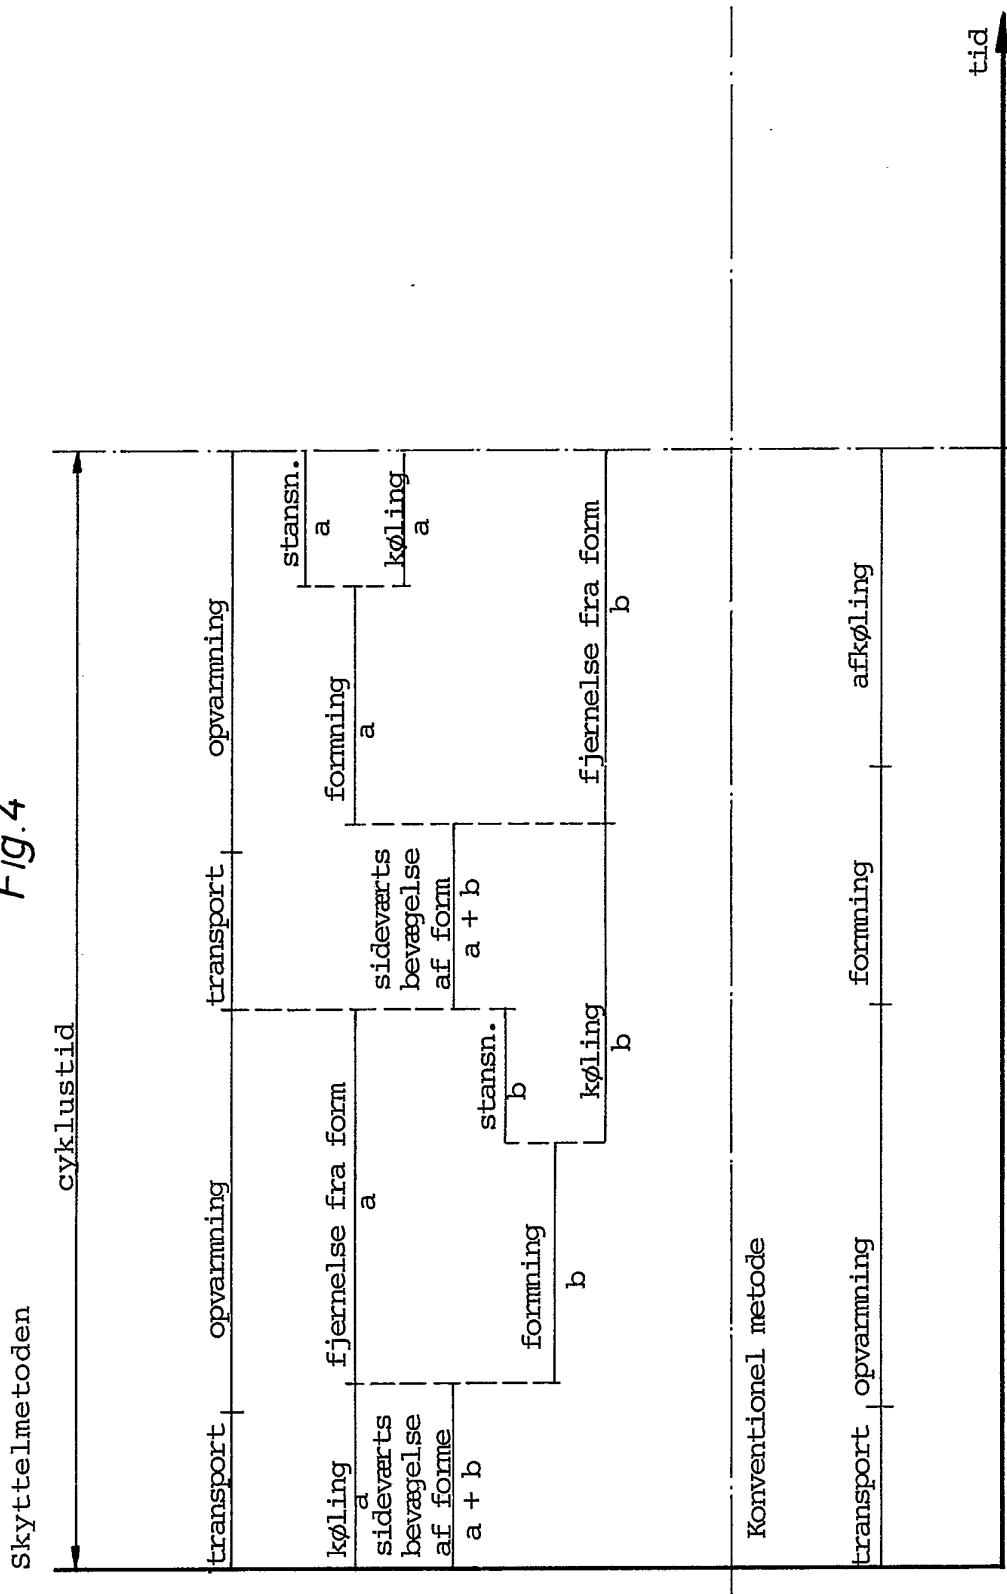 Fig.4
Skyttelmetoden
cyklustid
transport
opvarmning
transport
opvarmning
køling
a
fjernelse fra form
a
formning
a
stansn.
a
køling
a
sideværts
bevægelse
af forme
a + b
sideværts
bevægelse
af form
a + b
formning
b
stansn.
b
køling
b
fjernelse fra form
b
Konventionel metode
transport
opvarmning
formning
afkøling
tid